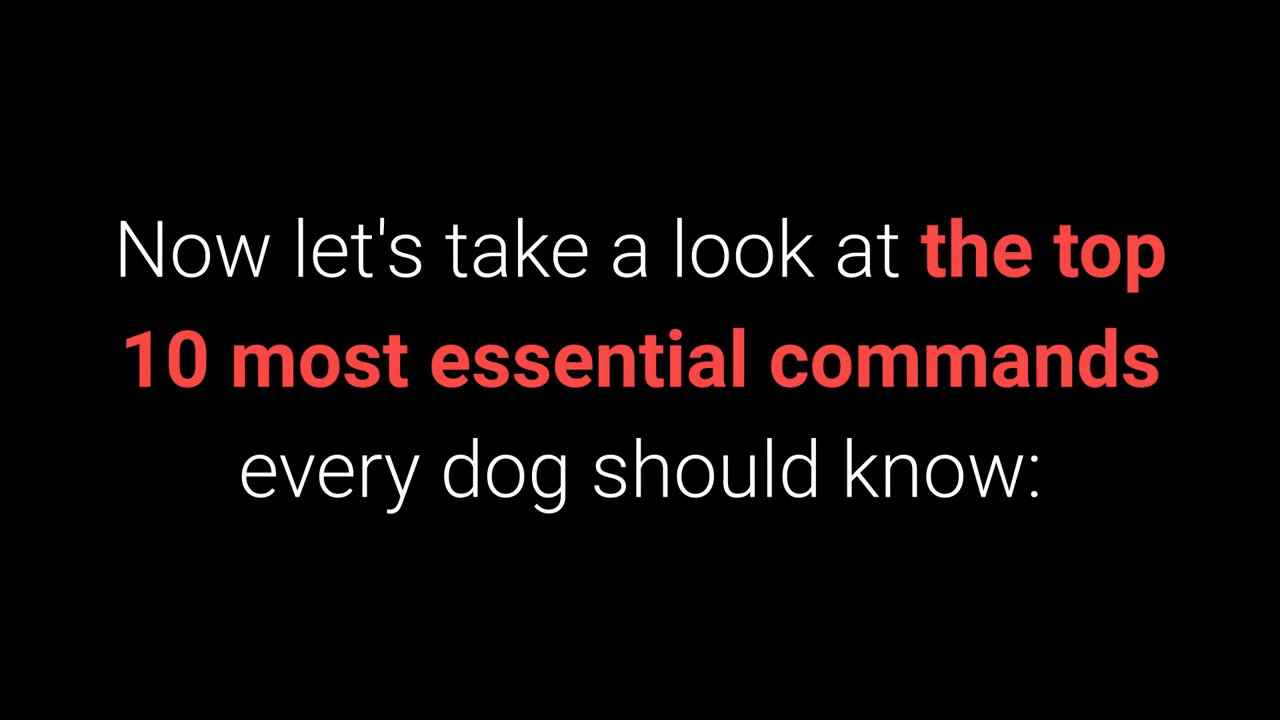 Now let's take a look at the top
10 most essential commands
every dog should know: